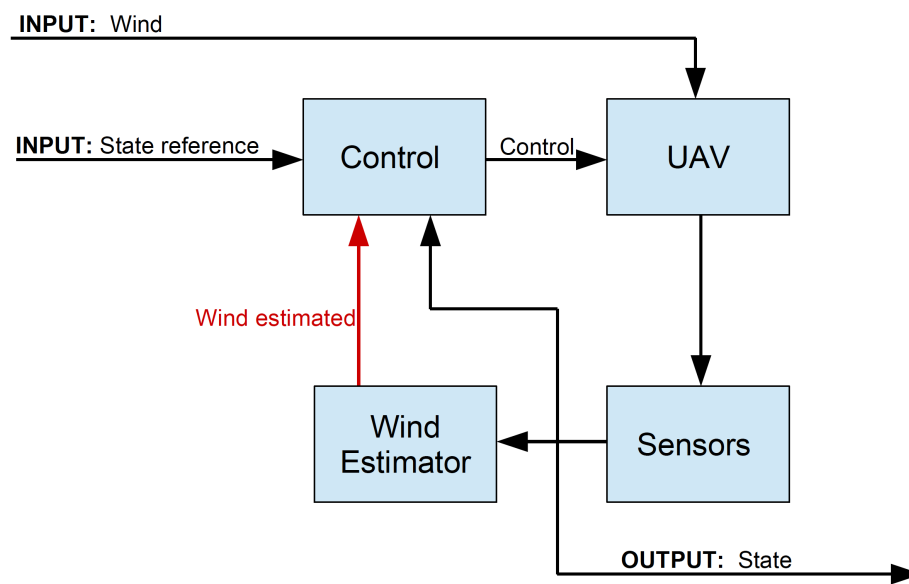 INPUT: Wind
INPUT: State reference
Control
Control
UAV
Wind estimated
Wind
Estimator
Sensors
OUTPUT: State